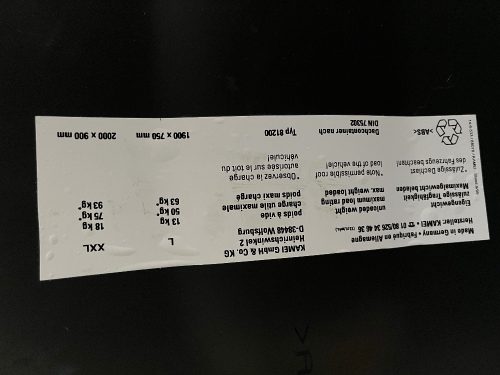 Made in Germany • Fabriqué en Allemagne
Hersteller: KAMEI • ☎ 01 80/526 34 46 36
KAMEI GmbH & Co. KG
Heinrichswinkel 2
D-38448 Wolfsburg
L
XXL
Eigengewicht
unloaded weight
poids à vide
13 kg
18 kg
zulässige Tragfähigkeit
maximum load rating
charge utile maximale
50 kg*
75 kg*
Maximalgewicht beladen
max. weight loaded
poids maxi chargé
63 kg*
93 kg*
*Zulässige Dachlast
des Fahrzeugs beachten!
*Note permissible roof
load of the vehicle!
*Observez la charge
autorisée sur le toit du
véhicule!
>ABS<
Dachcontainer nach
DIN 75302
Typ 81200
1900 x 750 mm
2000 x 900 mm